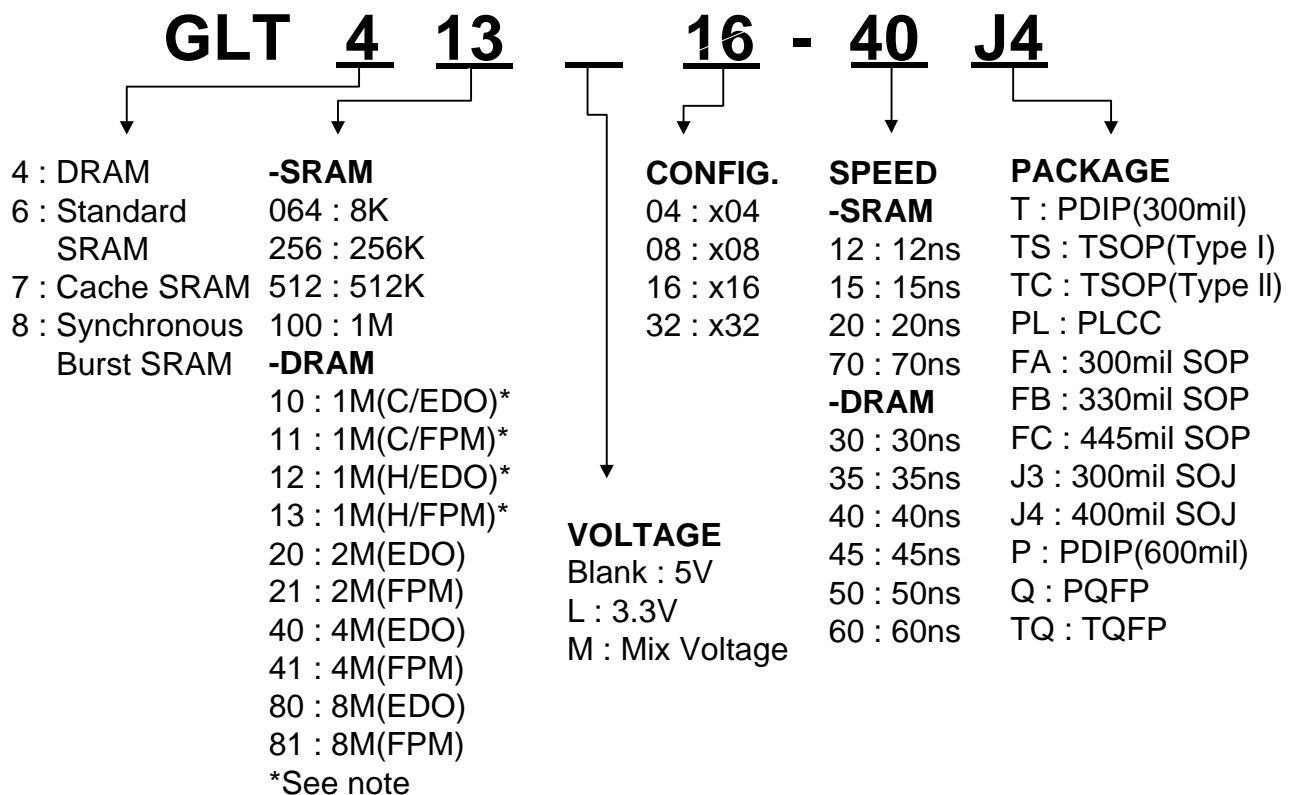 GLT 4 13 16 - 40 J4
4 : DRAM
6 : Standard
SRAM
7 : Cache SRAM
8 : Synchronous
Burst SRAM
-SRAM
064 : 8K
256 : 256K
512 : 512K
100 : 1M
-DRAM
10 : 1M(C/EDO)*
11 : 1M(C/FPM)*
12 : 1M(H/EDO)*
13 : 1M(H/FPM)*
20 : 2M(EDO)
21 : 2M(FPM)
40 : 4M(EDO)
41 : 4M(FPM)
80 : 8M(EDO)
81 : 8M(FPM)
*See note
VOLTAGE
Blank : 5V
L : 3.3V
M : Mix Voltage
CONFIG.
04 : x04
08 : x08
16 : x16
32 : x32
SPEED
-SRAM
12 : 12ns
15 : 15ns
20 : 20ns
70 : 70ns
-DRAM
30 : 30ns
35 : 35ns
40 : 40ns
45 : 45ns
50 : 50ns
60 : 60ns
PACKAGE
T : PDIP(300mil)
TS : TSOP(Type I)
TC : TSOP(Type ll)
PL : PLCC
FA : 300mil SOP
FB : 330mil SOP
FC : 445mil SOP
J3 : 300mil SOJ
J4 : 400mil SOJ
P : PDIP(600mil)
Q : PQFP
TQ : TQFP